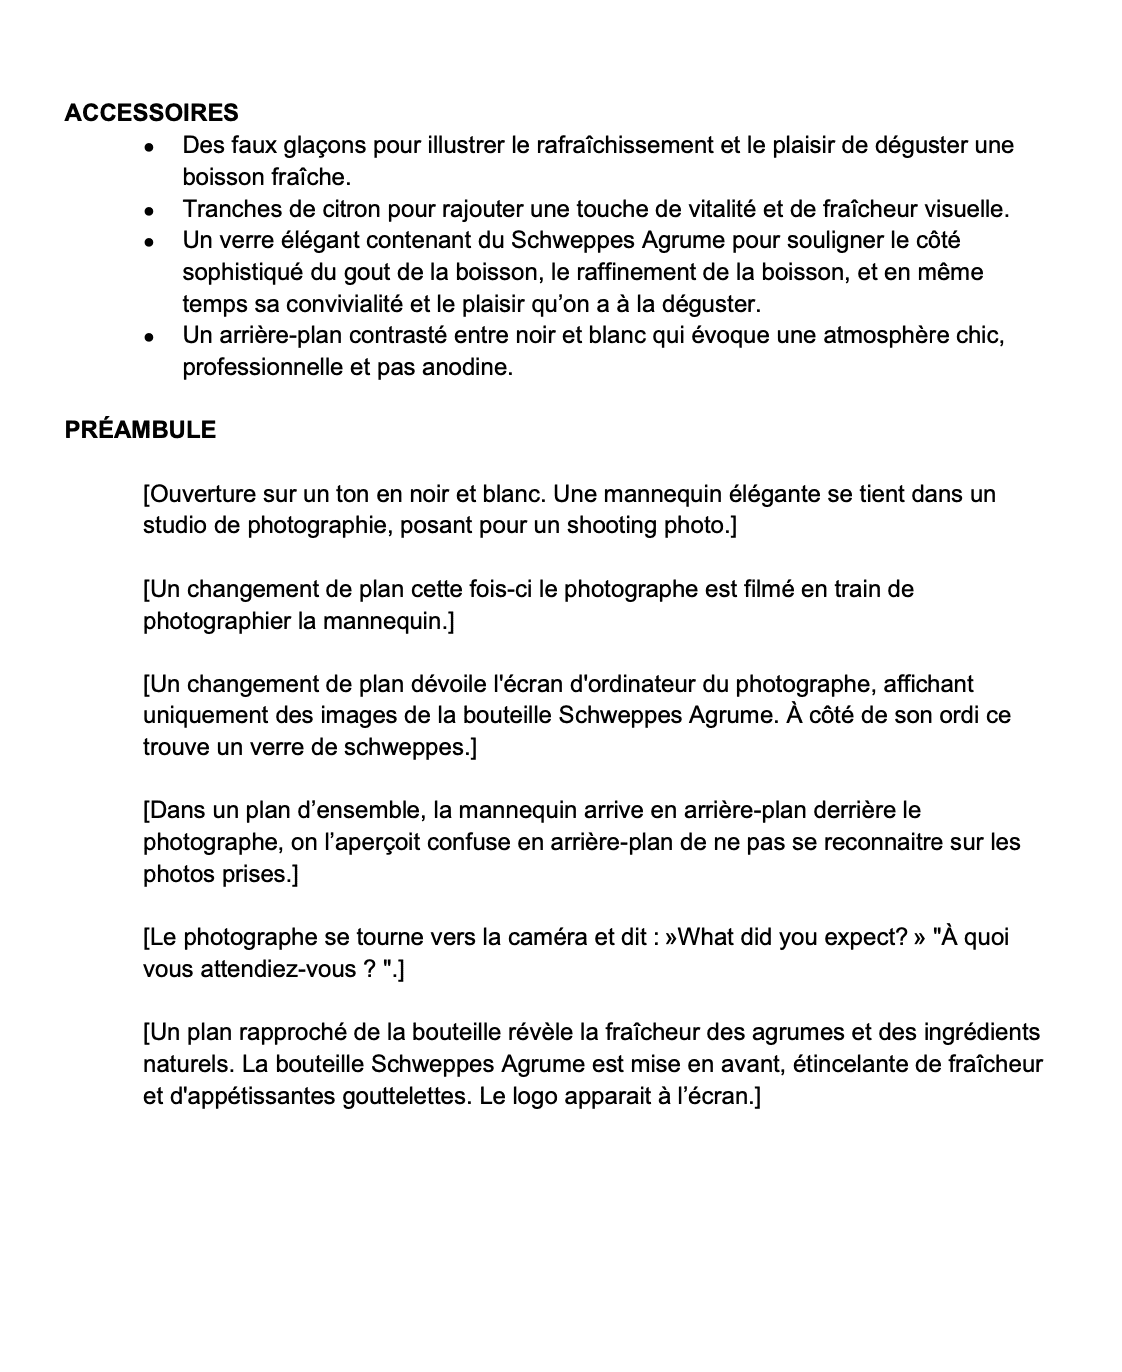 ACCESSOIRES
● Des faux glaçons pour illustrer le rafraîchissement et le plaisir de déguster une
boisson fraîche.
● Tranches de citron pour rajouter une touche de vitalité et de fraîcheur visuelle.
● Un verre élégant contenant du Schweppes Agrume pour souligner le côté
sophistiqué du gout de la boisson, le raffinement de la boisson, et en même
temps sa convivialité et le plaisir qu’on a à la déguster.
● Un arrière-plan contrasté entre noir et blanc qui évoque une atmosphère chic,
professionnelle et pas anodine.
PRÉAMBULE
[Ouverture sur un ton en noir et blanc. Une mannequin élégante se tient dans un
studio de photographie, posant pour un shooting photo.]
[Un changement de plan cette fois-ci le photographe est filmé en train de
photographier la mannequin.]
[Un changement de plan dévoile l'écran d'ordinateur du photographe, affichant
uniquement des images de la bouteille Schweppes Agrume. À côté de son ordi ce
trouve un verre de schweppes.]
[Dans un plan d’ensemble, la mannequin arrive en arrière-plan derrière le
photographe, on l’aperçoit confuse en arrière-plan de ne pas se reconnaitre sur les
photos prises.]
[Le photographe se tourne vers la caméra et dit : »What did you expect? » "À quoi
vous attendiez-vous ? ".]
[Un plan rapproché de la bouteille révèle la fraîcheur des agrumes et des ingrédients
naturels. La bouteille Schweppes Agrume est mise en avant, étincelante de fraîcheur
et d'appétissantes gouttelettes. Le logo apparait à l’écran.]